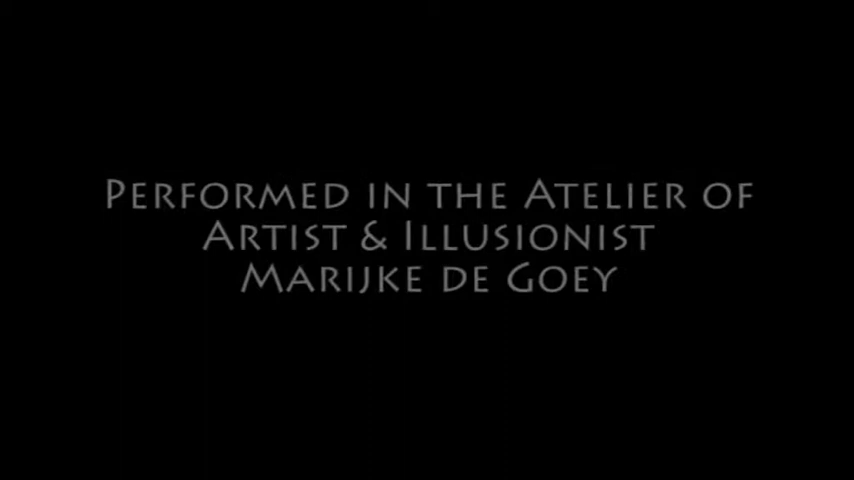 Performed in the Atelier of
Artist & Illusionist
Marijke de Goey